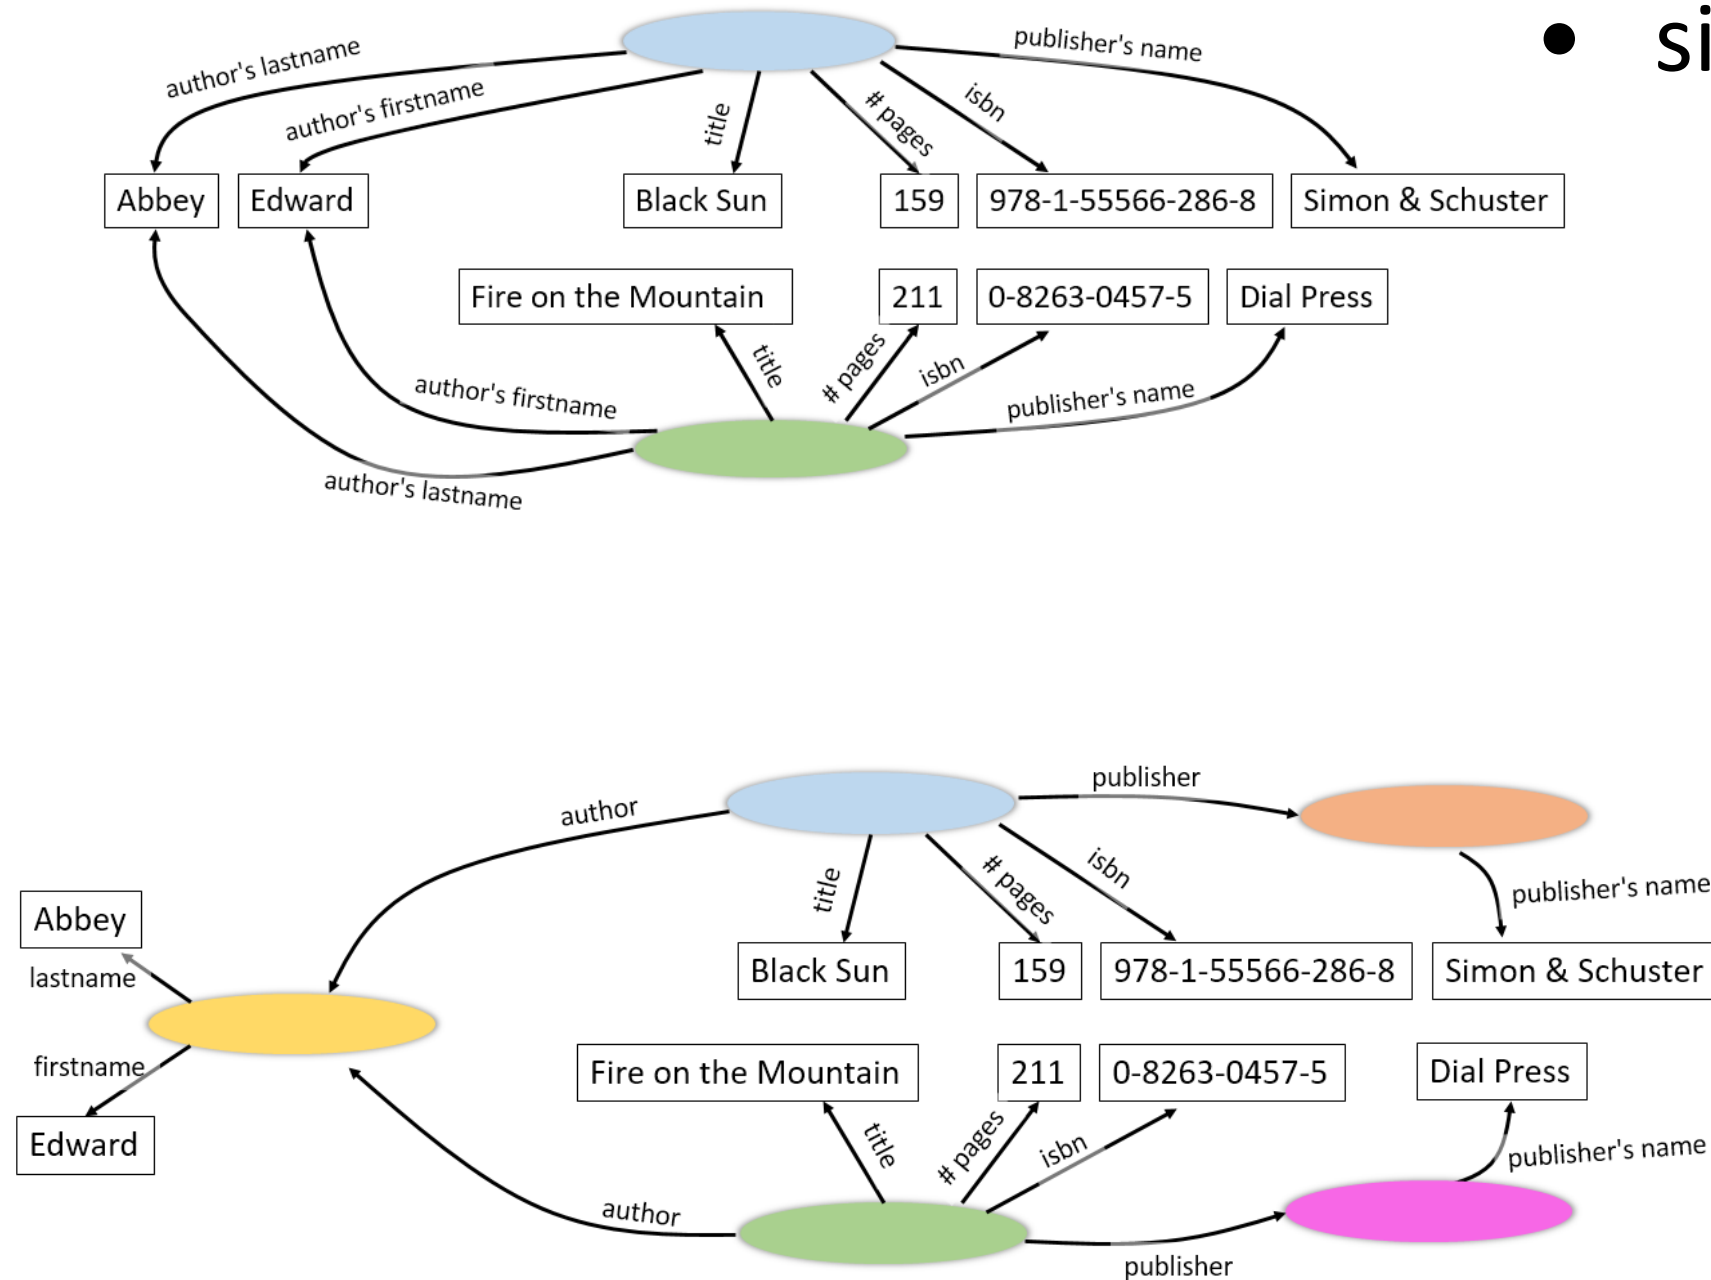 • si
author's lastname
author's firstname
title
# pages
isbn
publisher's name
Abbey
Edward
Black Sun
159
978-1-55566-286-8
Simon & Schuster
Fire on the Mountain
211
0-8263-0457-5
Dial Press
author's firstname
title
# pages
isbn
publisher's name
author's lastname
author
publisher
title
# pages
isbn
publisher's name
Abbey
lastname
Black Sun
159
978-1-55566-286-8
Simon & Schuster
firstname
Edward
Fire on the Mountain
211
0-8263-0457-5
Dial Press
title
# pages
isbn
publisher's name
author
publisher